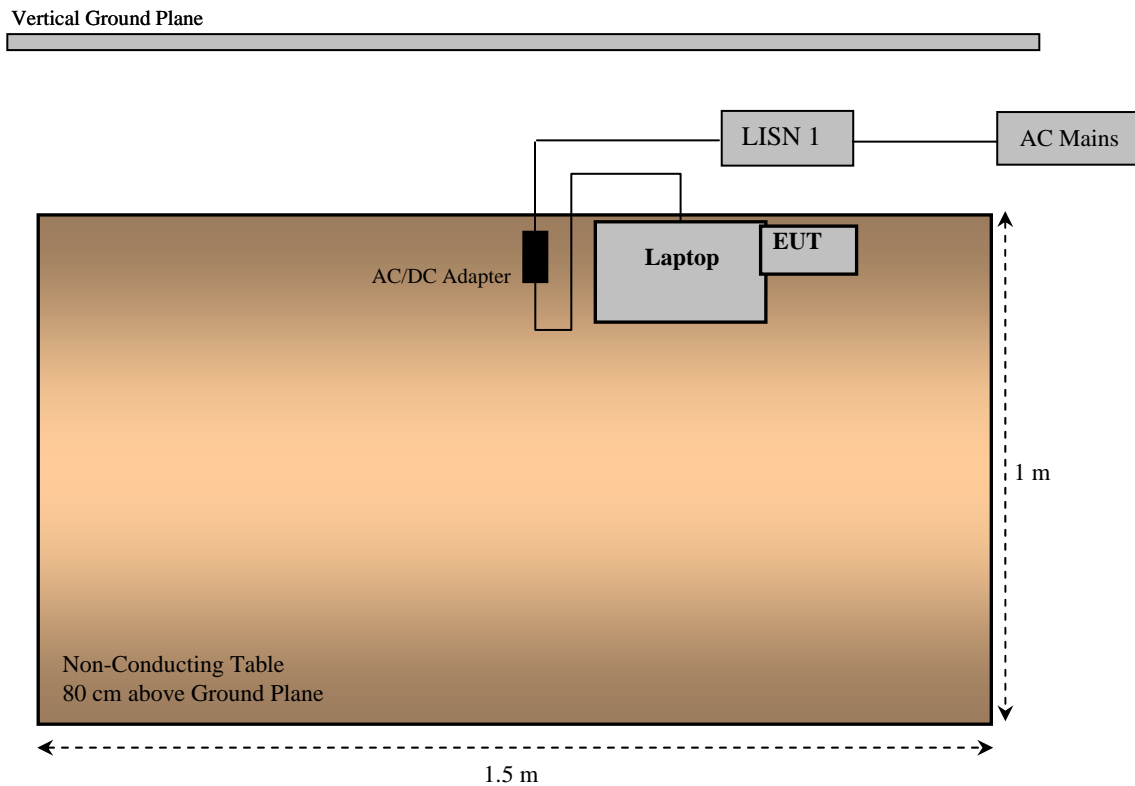 Vertical Ground Plane
LISN 1
AC Mains
EUT
Laptop
AC/DC Adapter
1 m
Non-Conducting Table
80 cm above Ground Plane
1.5 m